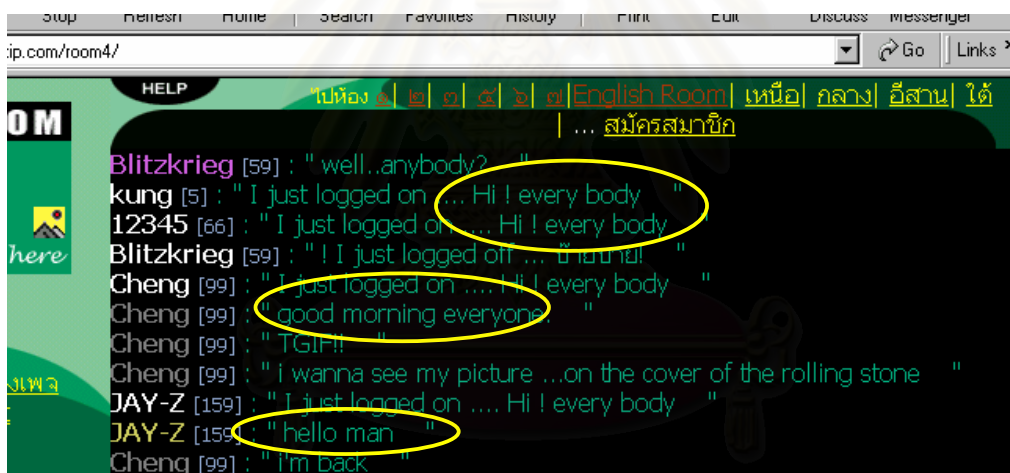 Stop Refresh Home Search Favorites History Print Edit Discuss Messenger
tip.com/room4/ Go Links
HELP
ไปห้อง ๑| ๒| ๓| ๕| ๖| ๗|English Room| เหนือ| กลาง| อีสาน| ใต้
| ... สมัครสมาชิก
OM
Blitzkrieg [59] : " well..anybody? "
kung [5] : " I just logged on .... Hi ! every body "
12345 [66] : " I just logged on .... Hi ! every body "
here
Blitzkrieg [59] : " ! I just logged off ... บ๊ายบาย! "
Cheng [99] : " I just logged on .... Hi ! every body "
Cheng [99] : " good morning everyone. "
Cheng [99] : " TGIF!! "
Cheng [99] : " i wanna see my picture ...on the cover of the rolling stone "
JAY-Z [159] : " I just logged on .... Hi ! every body "
JAY-Z [159] : " hello man "
Cheng [99] : " i'm back "